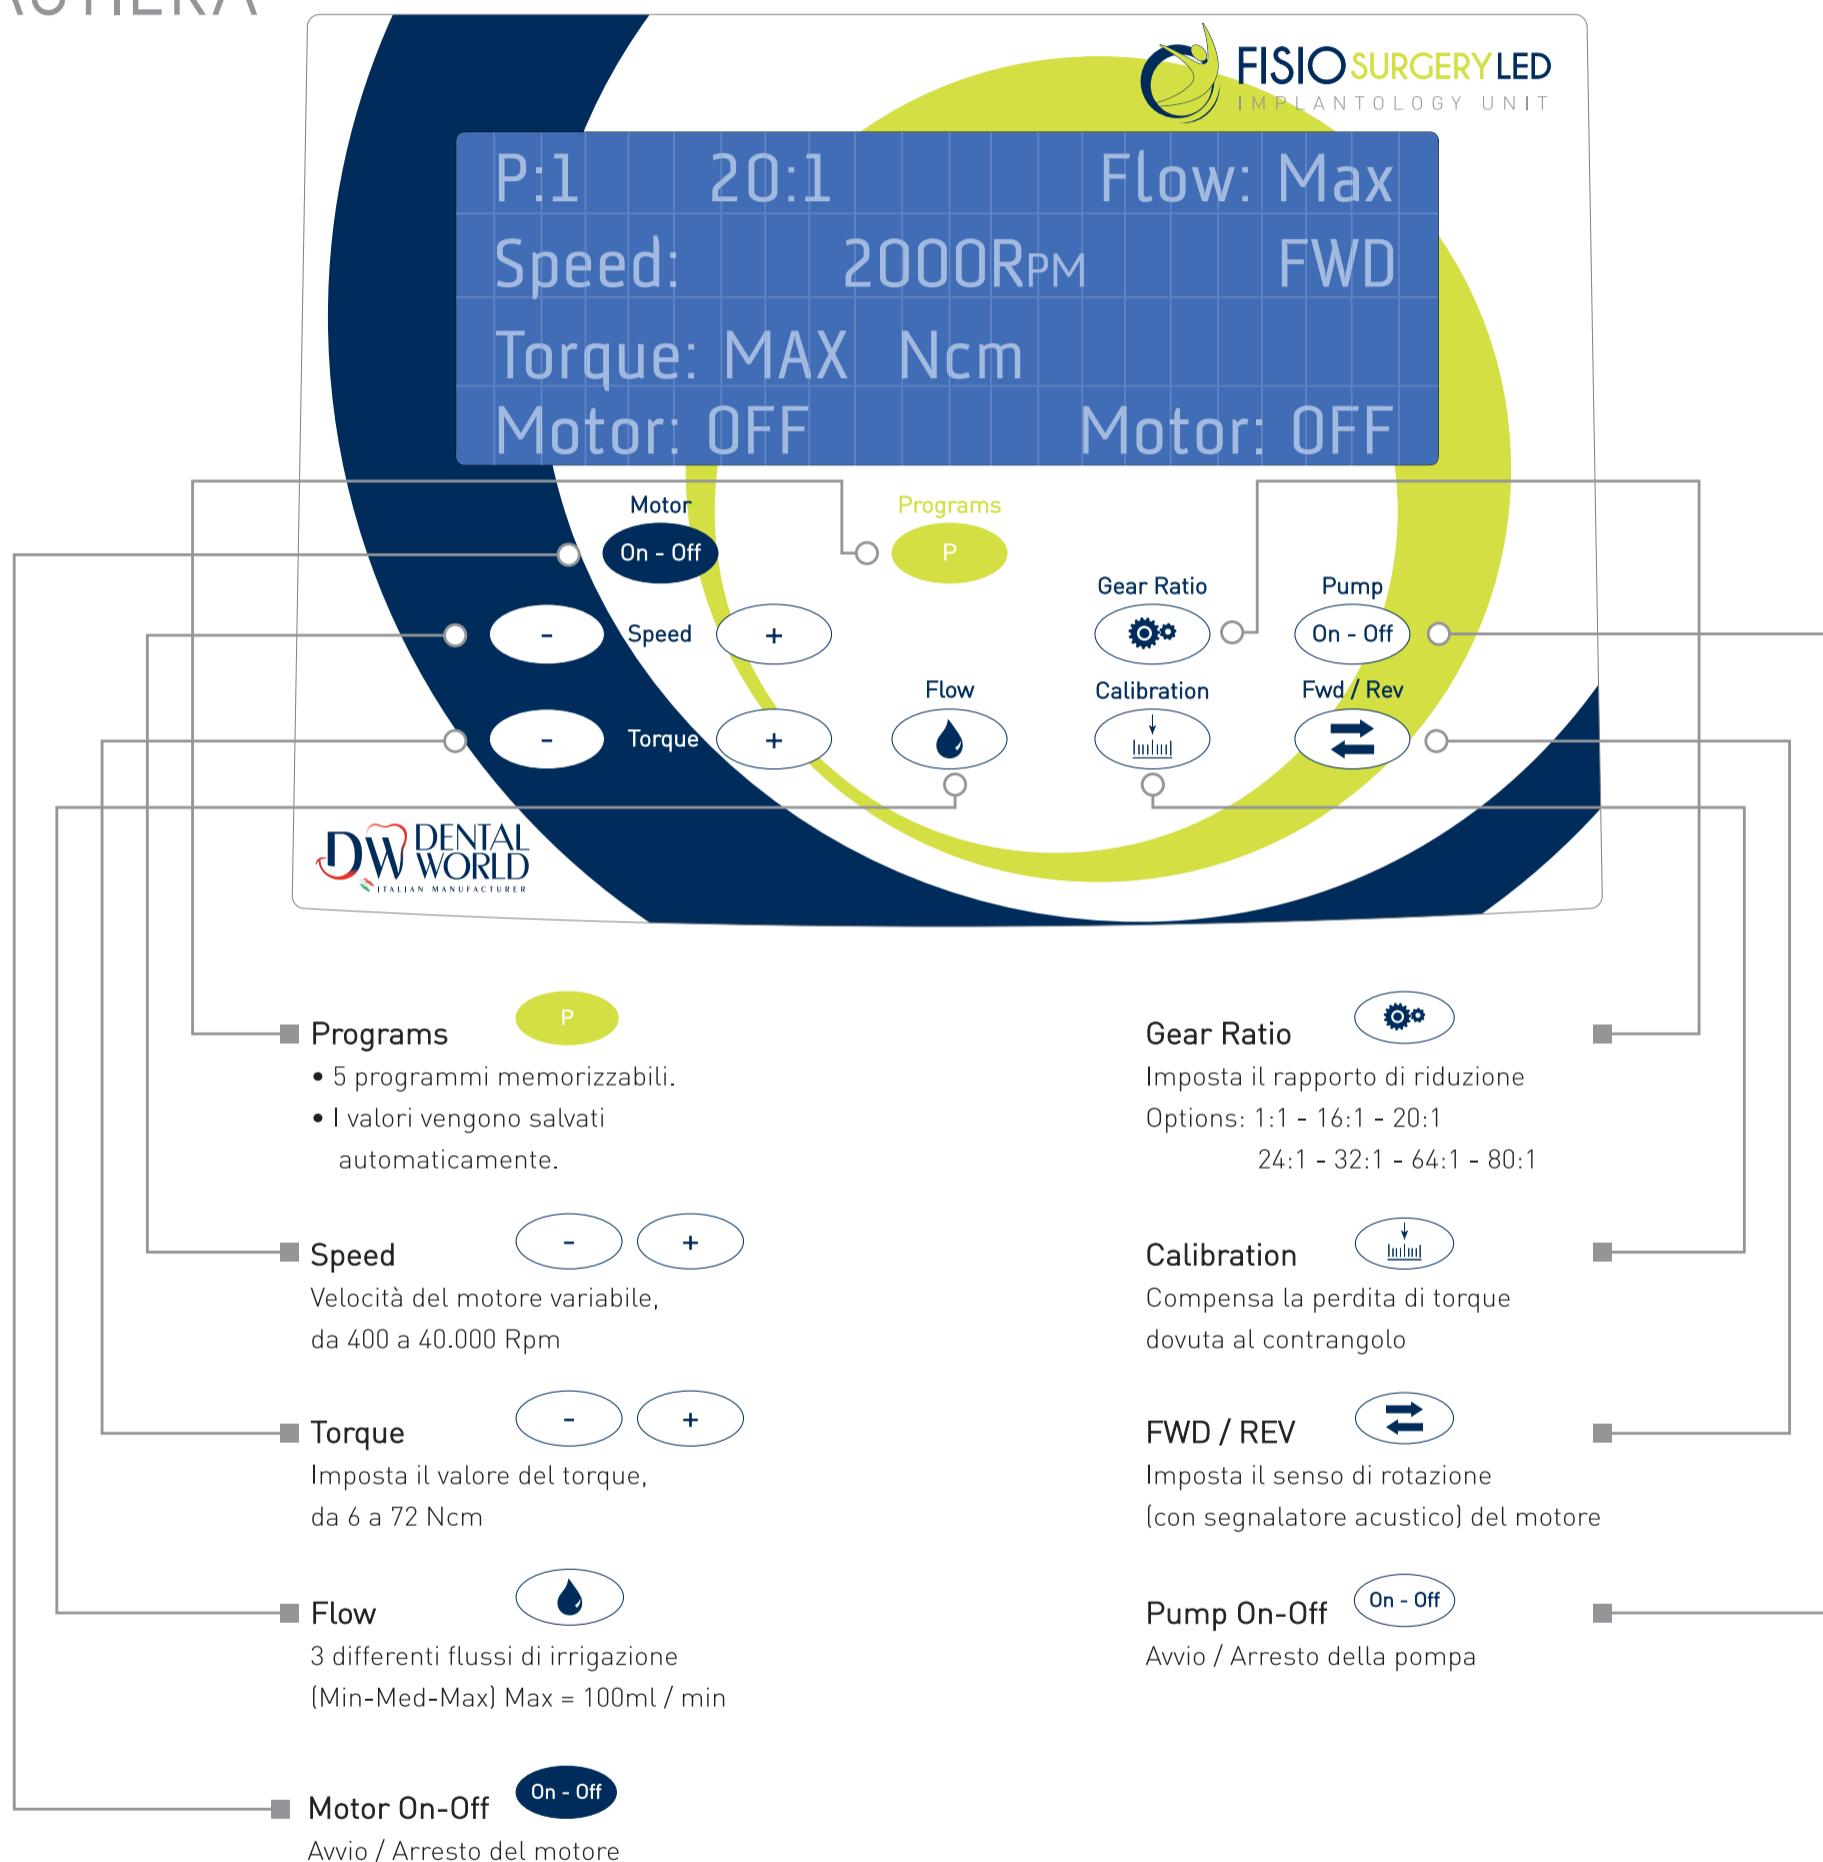 FISIO SURGERY LED
IMPLANTOLOGY UNIT
P:1 20:1 Flow: Max
Speed: 2000RPM FWD
Torque: MAX Ncm
Motor: OFF Motor: OFF
Motor
On - Off
Programs
P
Gear Ratio
Pump
On - Off
- Speed +
Flow
Calibration
Fwd / Rev
- Torque +
DW DENTAL
WORLD
ITALIAN MANUFACTURER
Programs P
• 5 programmi memorizzabili.
• I valori vengono salvati
automaticamente.
Speed - +
Velocità del motore variabile,
da 400 a 40.000 Rpm
Torque - +
Imposta il valore del torque,
da 6 a 72 Ncm
Flow
3 differenti flussi di irrigazione
(Min-Med-Max) Max = 100ml / min
Motor On-Off On - Off
Avvio / Arresto del motore
Gear Ratio
Imposta il rapporto di riduzione
Options: 1:1 - 16:1 - 20:1
24:1 - 32:1 - 64:1 - 80:1
Calibration
Compensa la perdita di torque
dovuta al contrangolo
FWD / REV
Imposta il senso di rotazione
(con segnalatore acustico) del motore
Pump On-Off On - Off
Avvio / Arresto della pompa